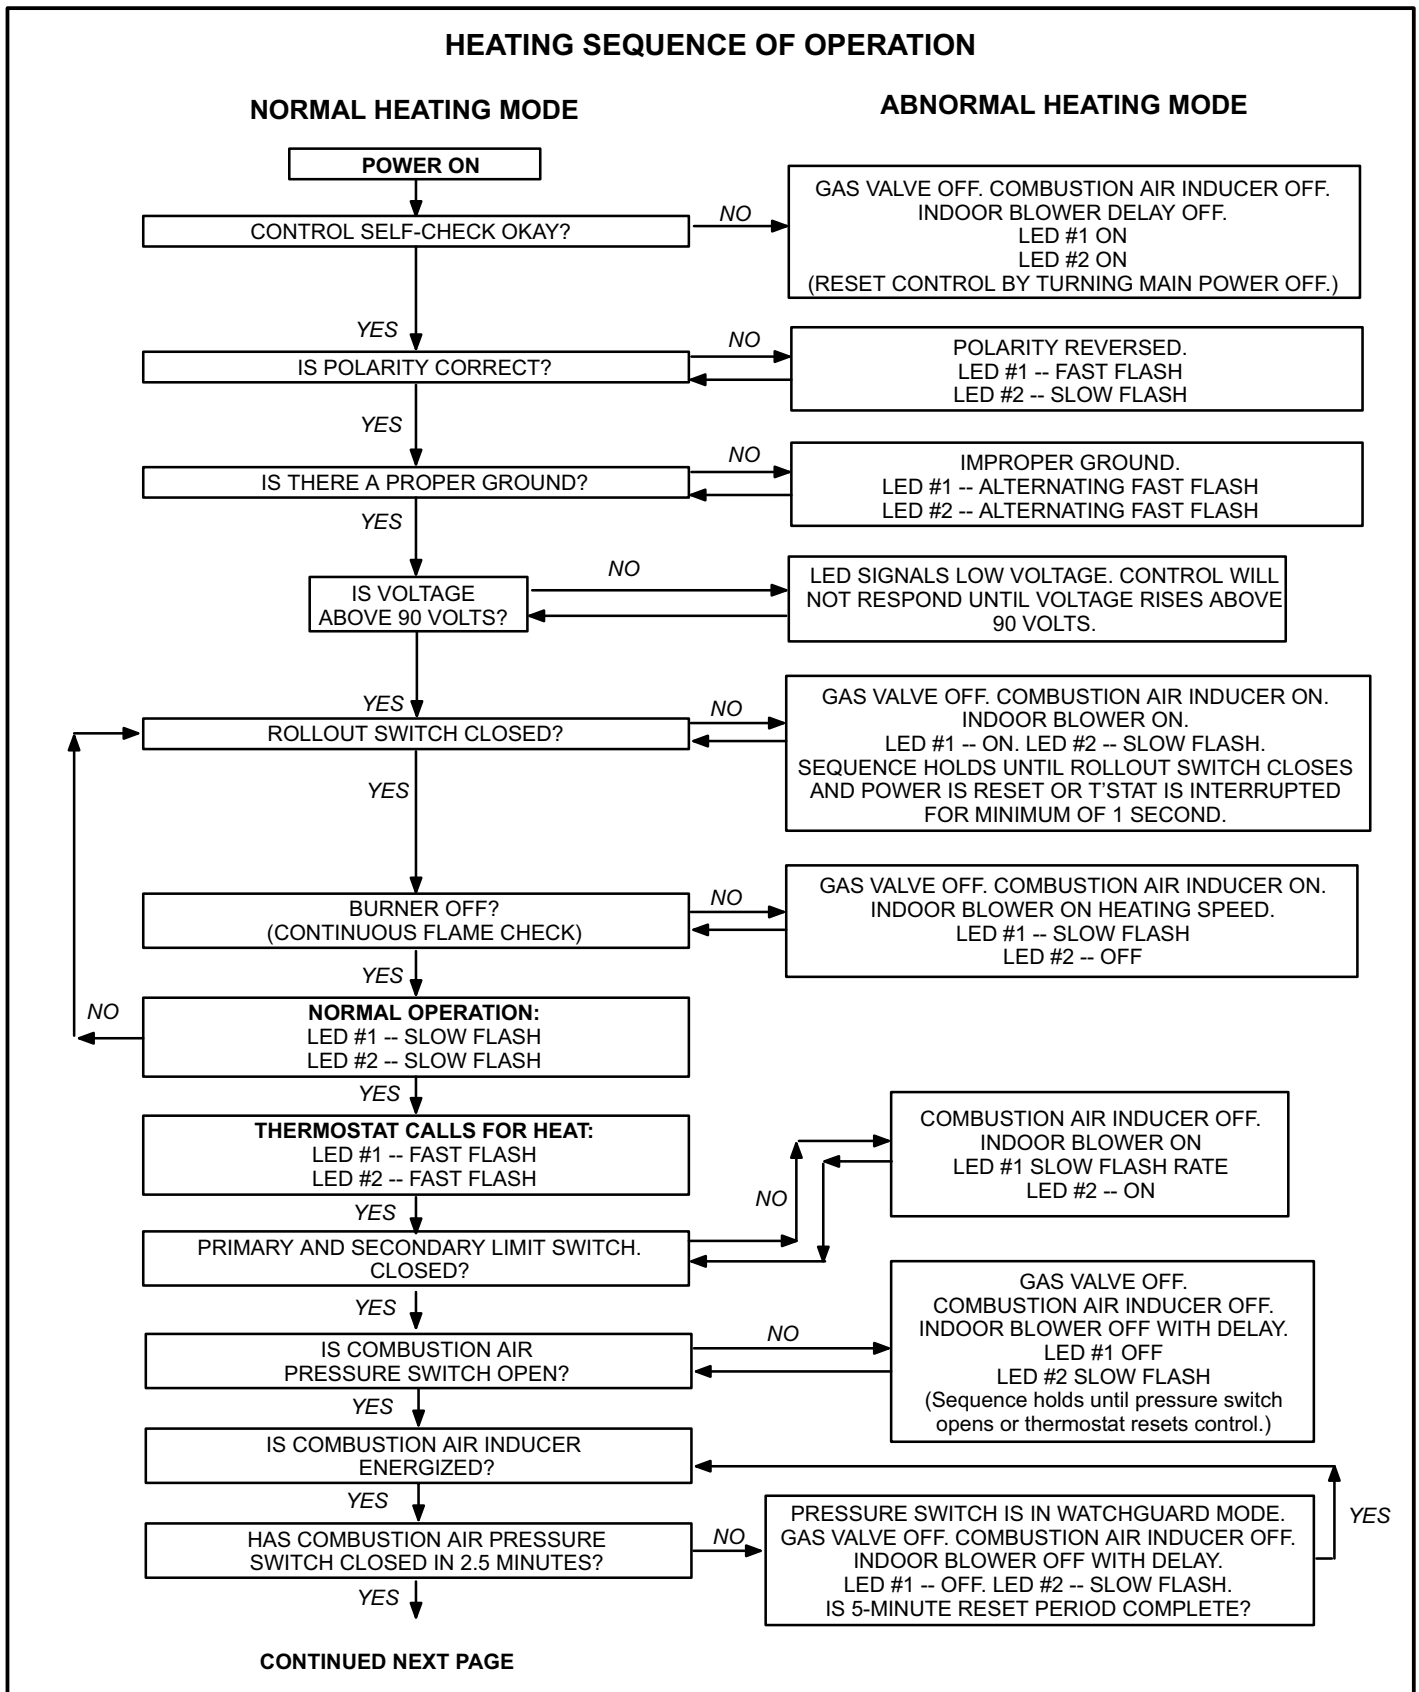 HEATING SEQUENCE OF OPERATION
NORMAL HEATING MODE
ABNORMAL HEATING MODE
POWER ON
CONTROL SELF-CHECK OKAY?
NO
GAS VALVE OFF. COMBUSTION AIR INDUCER OFF.
INDOOR BLOWER DELAY OFF.
LED #1 ON
LED #2 ON
(RESET CONTROL BY TURNING MAIN POWER OFF.)
YES
IS POLARITY CORRECT?
NO
POLARITY REVERSED.
LED #1 -- FAST FLASH
LED #2 -- SLOW FLASH
YES
IS THERE A PROPER GROUND?
NO
IMPROPER GROUND.
LED #1 -- ALTERNATING FAST FLASH
LED #2 -- ALTERNATING FAST FLASH
YES
IS VOLTAGE
ABOVE 90 VOLTS?
NO
LED SIGNALS LOW VOLTAGE. CONTROL WILL
NOT RESPOND UNTIL VOLTAGE RISES ABOVE
90 VOLTS.
YES
ROLLOUT SWITCH CLOSED?
NO
GAS VALVE OFF. COMBUSTION AIR INDUCER ON.
INDOOR BLOWER ON.
LED #1 -- ON. LED #2 -- SLOW FLASH.
SEQUENCE HOLDS UNTIL ROLLOUT SWITCH CLOSES
AND POWER IS RESET OR T'STAT IS INTERRUPTED
FOR MINIMUM OF 1 SECOND.
YES
BURNER OFF?
(CONTINUOUS FLAME CHECK)
NO
GAS VALVE OFF. COMBUSTION AIR INDUCER ON.
INDOOR BLOWER ON HEATING SPEED.
LED #1 -- SLOW FLASH
LED #2 -- OFF
YES
NO
NORMAL OPERATION:
LED #1 -- SLOW FLASH
LED #2 -- SLOW FLASH
YES
THERMOSTAT CALLS FOR HEAT:
LED #1 -- FAST FLASH
LED #2 -- FAST FLASH
COMBUSTION AIR INDUCER OFF.
INDOOR BLOWER ON
LED #1 SLOW FLASH RATE
LED #2 -- ON
YES
NO
PRIMARY AND SECONDARY LIMIT SWITCH.
CLOSED?
YES
IS COMBUSTION AIR
PRESSURE SWITCH OPEN?
NO
GAS VALVE OFF.
COMBUSTION AIR INDUCER OFF.
INDOOR BLOWER OFF WITH DELAY.
LED #1 OFF
LED #2 SLOW FLASH
(Sequence holds until pressure switch
opens or thermostat resets control.)
YES
IS COMBUSTION AIR INDUCER
ENERGIZED?
YES
HAS COMBUSTION AIR PRESSURE
SWITCH CLOSED IN 2.5 MINUTES?
NO
PRESSURE SWITCH IS IN WATCHGUARD MODE.
GAS VALVE OFF. COMBUSTION AIR INDUCER OFF.
INDOOR BLOWER OFF WITH DELAY.
LED #1 -- OFF. LED #2 -- SLOW FLASH.
IS 5-MINUTE RESET PERIOD COMPLETE?
YES
YES
CONTINUED NEXT PAGE